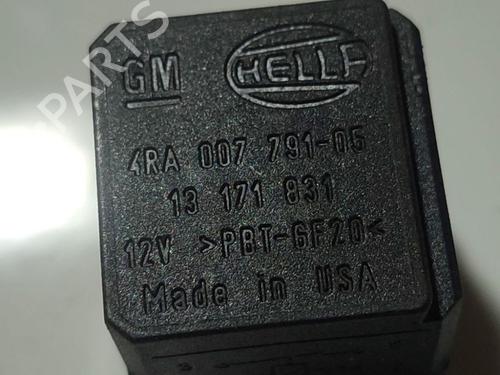 GM HELLA
4RA 007 791-05
13 171 831
12V >PBT-GF20<
Made in USA
PARTS